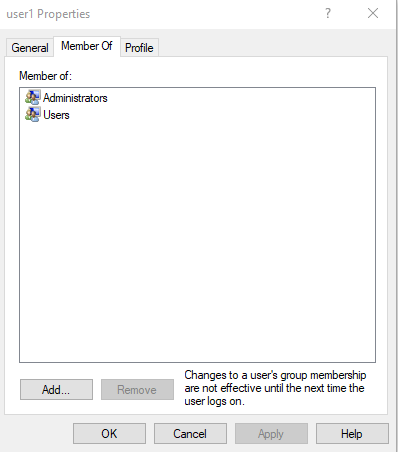 user1 Properties
?
General
Member Of
Profile
Member of:
Administrators
Users
Add...
Remove
Changes to a user's group membership
are not effective until the next time the
user logs on.
OK
Cancel
Apply
Help